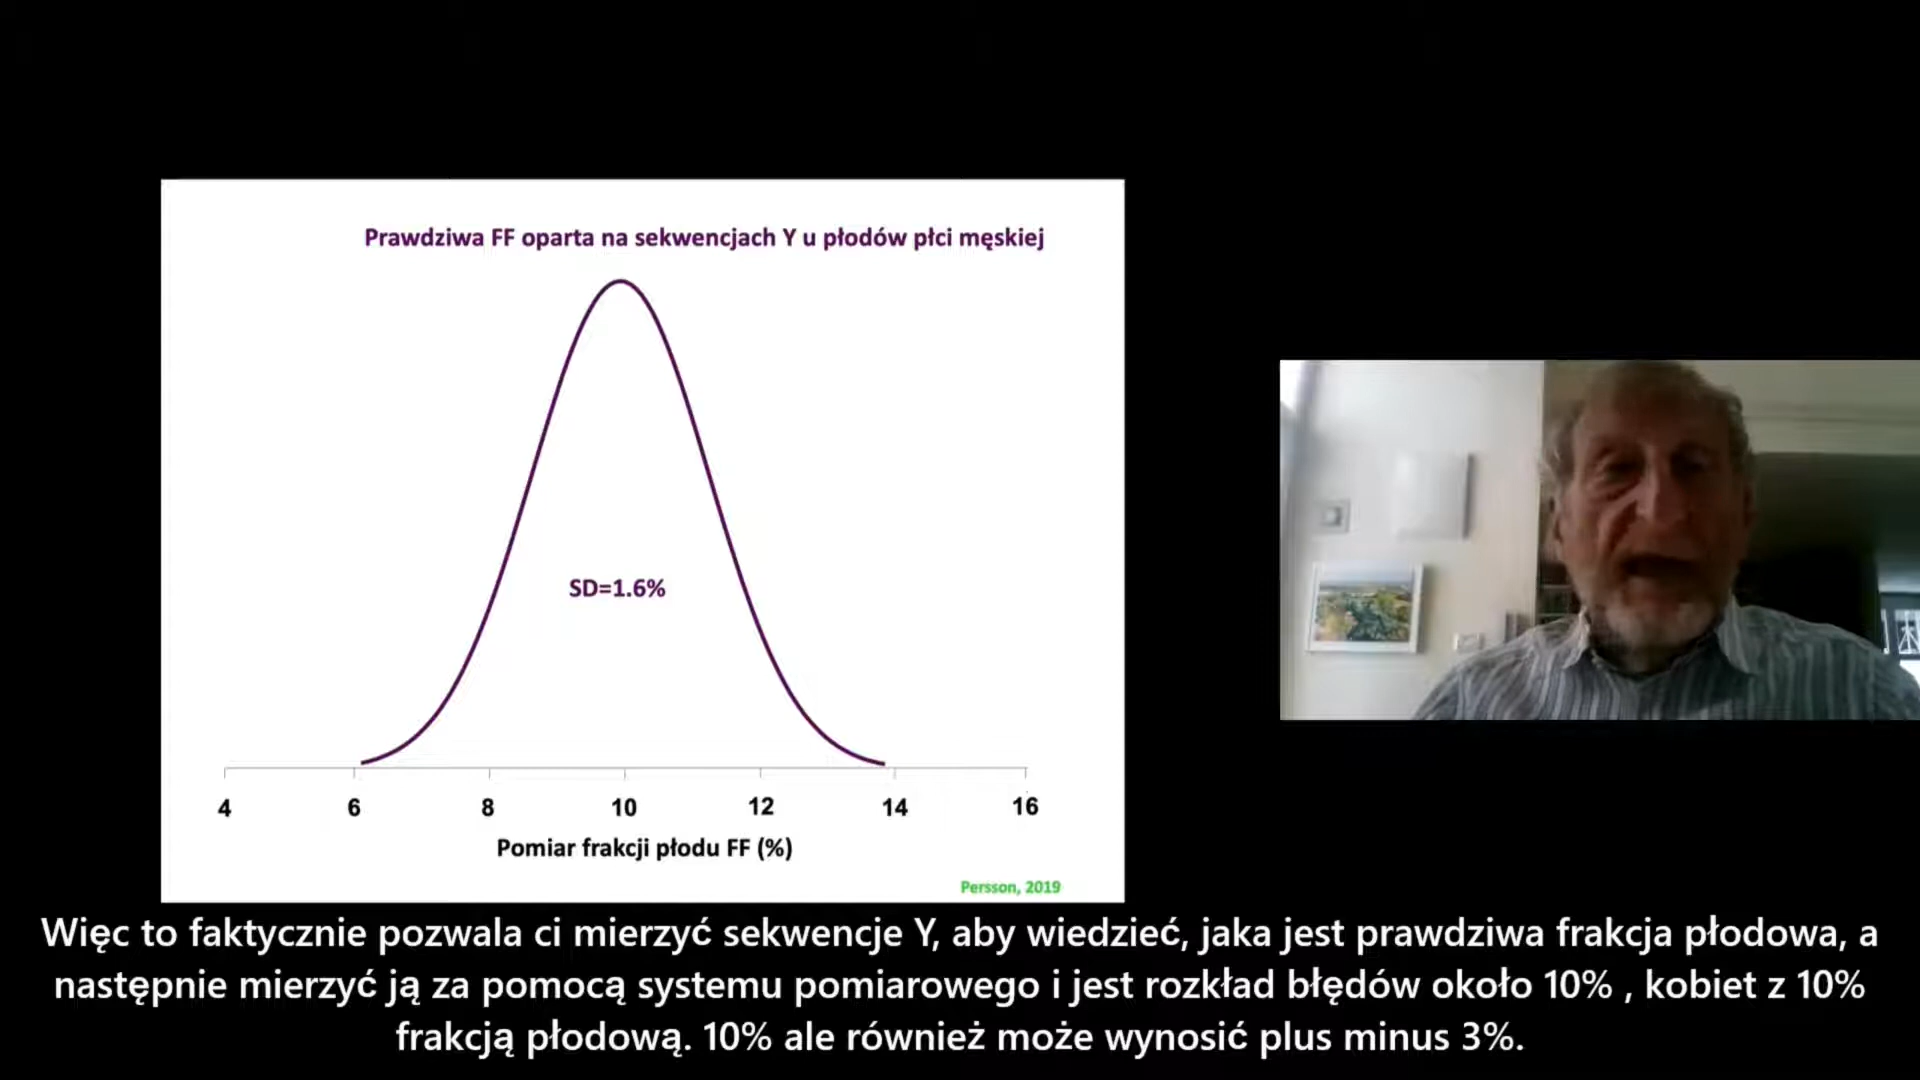 Prawdziwa FF oparta na sekwencjach Y u płodów płci męskiej
SD=1.6%
4 6 8 10 12 14 16
Pomiar frakcji płodu FF (%)
Persson, 2019
Więc to faktycznie pozwala ci mierzyć sekwencje Y, aby wiedzieć, jaka jest prawdziwa frakcja płodowa, a
następnie mierzyć ją za pomocą systemu pomiarowego i jest rozkład błędów około 10% , kobiet z 10%
frakcją płodową. 10% ale również może wynosić plus minus 3%.